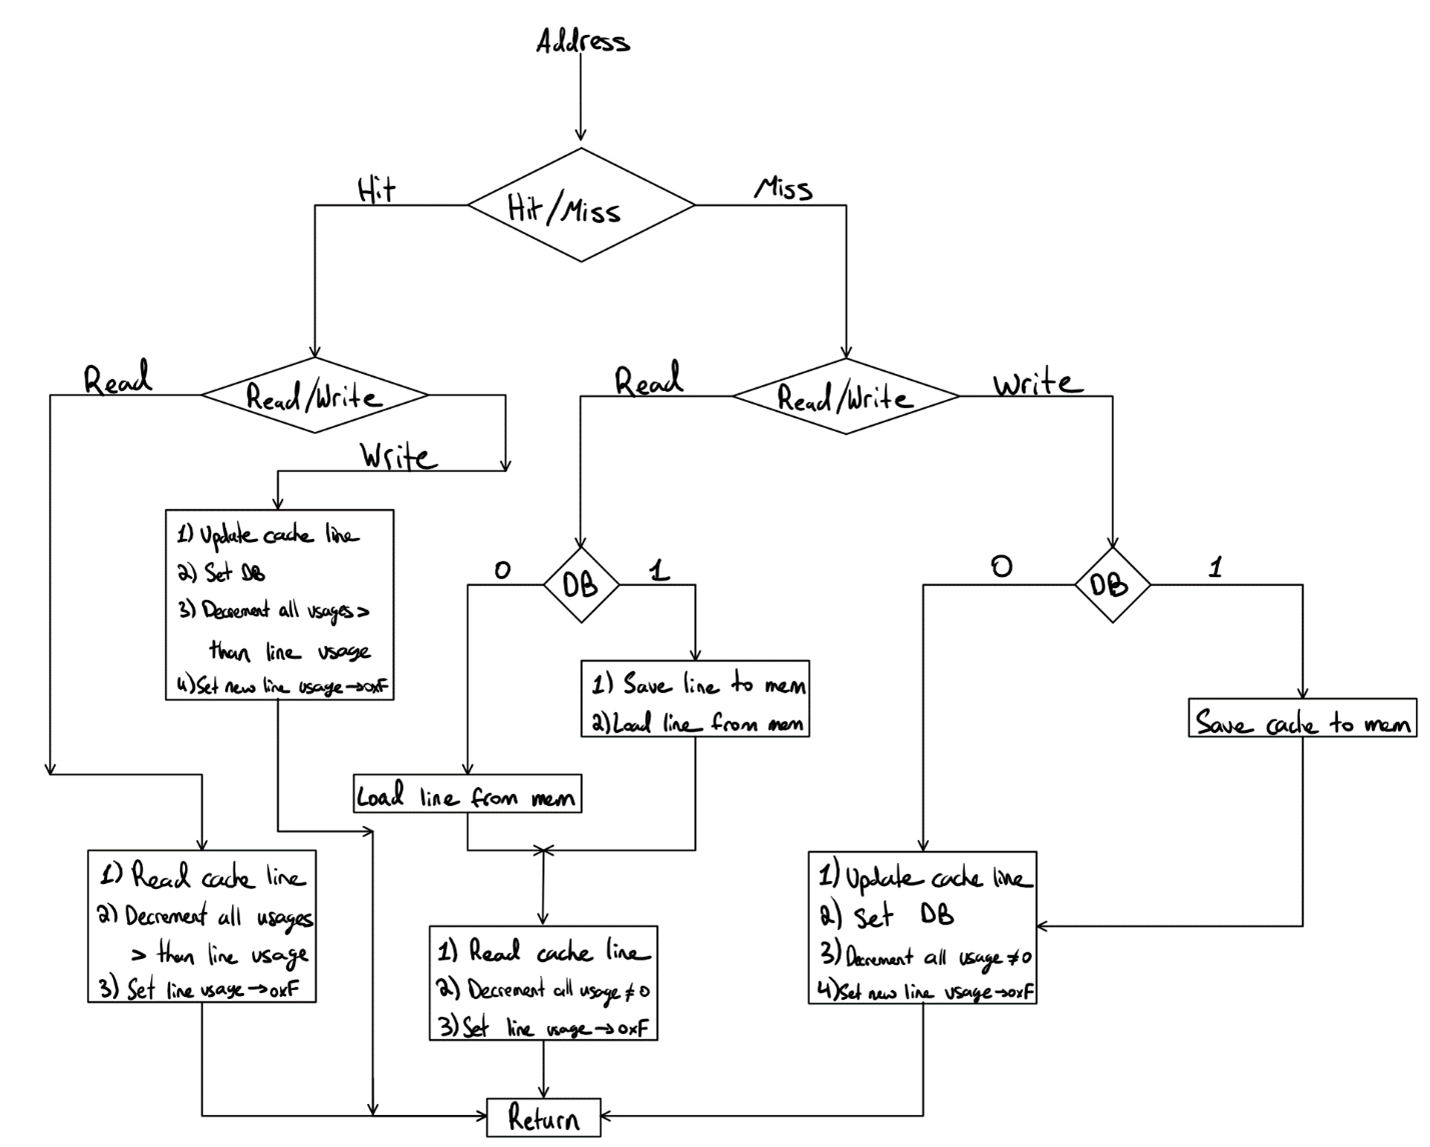 Address
Hit
Hit/Miss
Miss
Read
Read/Write
Write
Read
Read/Write
Write
1) Update cache line
2) Set DB
3) Decrement all usages >
than line usage
4) Set new line usage → 0xF
0
DB
1
1) Save line to mem
2) Load line from mem
Load line from mem
0
DB
1
Save cache to mem
1) Read cache line
2) Decrement all usages
> than line usage
3) Set line usage → 0xF
1) Read cache line
2) Decrement all usage ≠ 0
3) Set line usage → 0xF
1) Update cache line
2) Set DB
3) Decrement all usage ≠ 0
4) Set new line usage → 0xF
Return